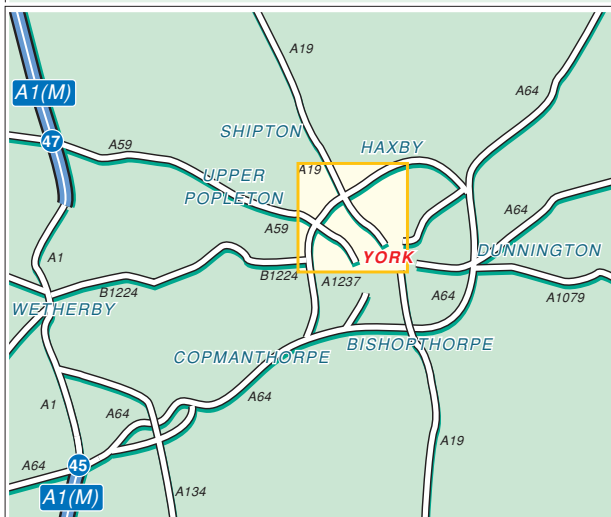 A19
A64
A1(M)
SHIPTON
47
A59
HAXBY
UPPER
POPLETON
A19
A64
A59
YORK
DUNNINGTON
A1
B1224
B1224
A1237
A64
A1079
WETHERBY
COPMANTHORPE
BISHOPTHORPE
A64
A1
A64
A19
A64
45
A1(M)
A134